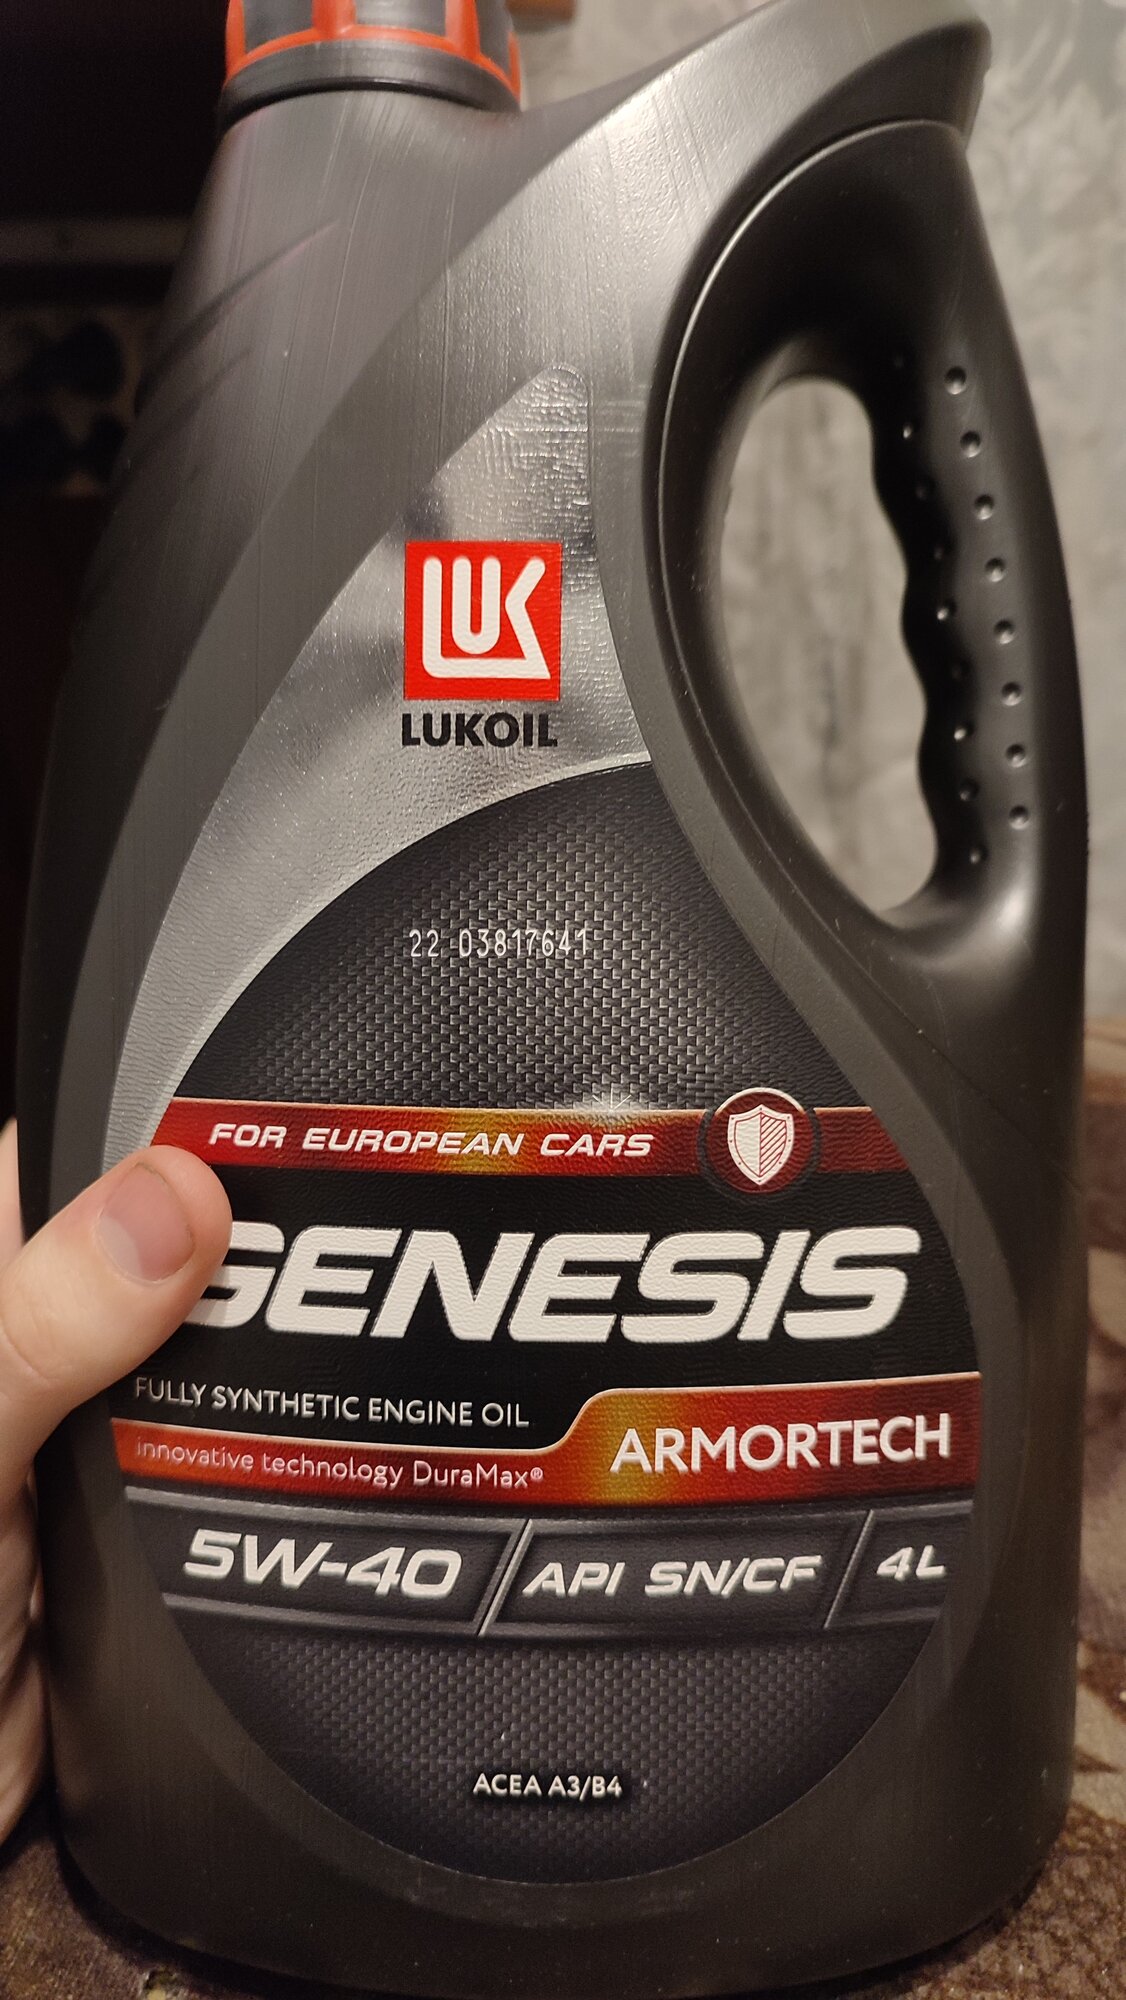 LUK
LUKOIL
22 03817641
FOR EUROPEAN CARS
GENESIS
FULLY SYNTHETIC ENGINE OIL
innovative technology DuraMax®
ARMORTECH
5W-40 API SN/CF 4L
ACEA A3/B4